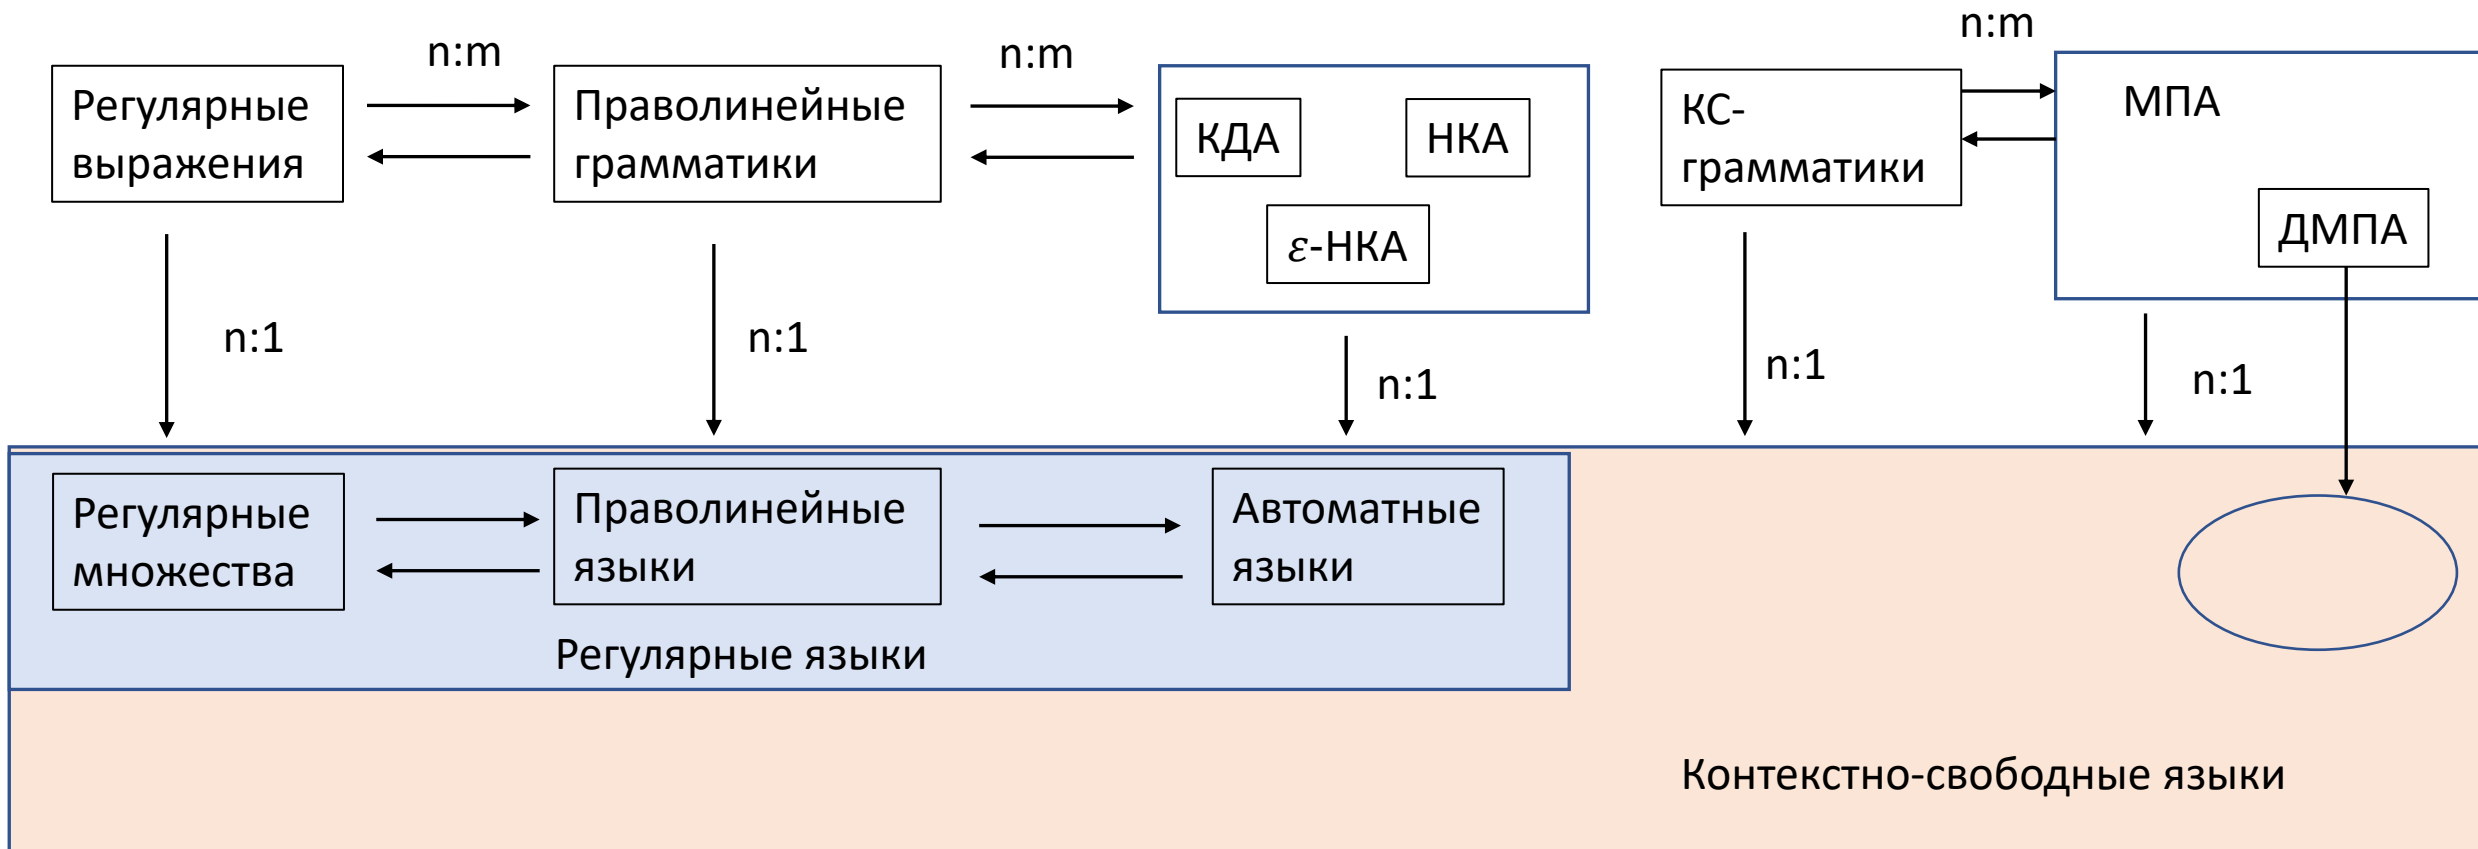 n:m
n:m
n:m
Регулярные
выражения
Праволинейные
грамматики
КДА
НКА
ε-НКА
КС-
грамматики
МПА
ДМПА
n:1
n:1
n:1
n:1
n:1
Регулярные
множества
Праволинейные
языки
Автоматные
языки
Регулярные языки
Контекстно-свободные языки